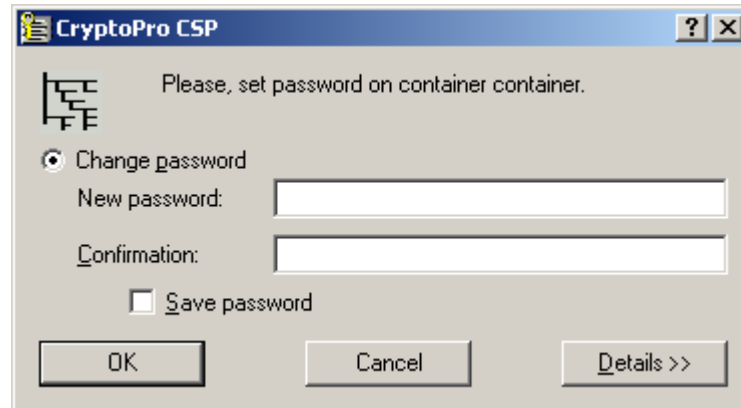 CryptoPro CSP
Please, set password on container container.
Change password
New password:
Confirmation:
Save password
OK Cancel Details >>